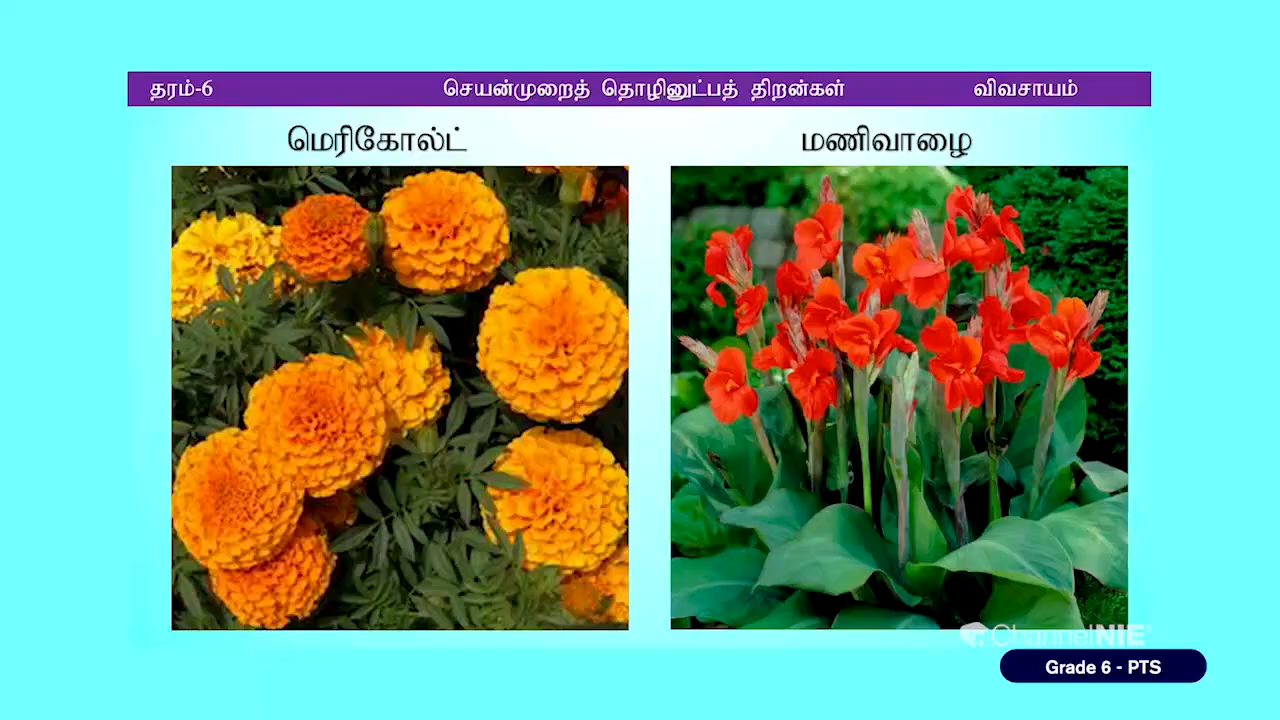 தரம்-6 செயன்முறைத் தொழினுட்பத் திறன்கள் விவசாயம்
மெரிகோல்ட் மணிவாழை
ChannelNIE
Grade 6 - PTS